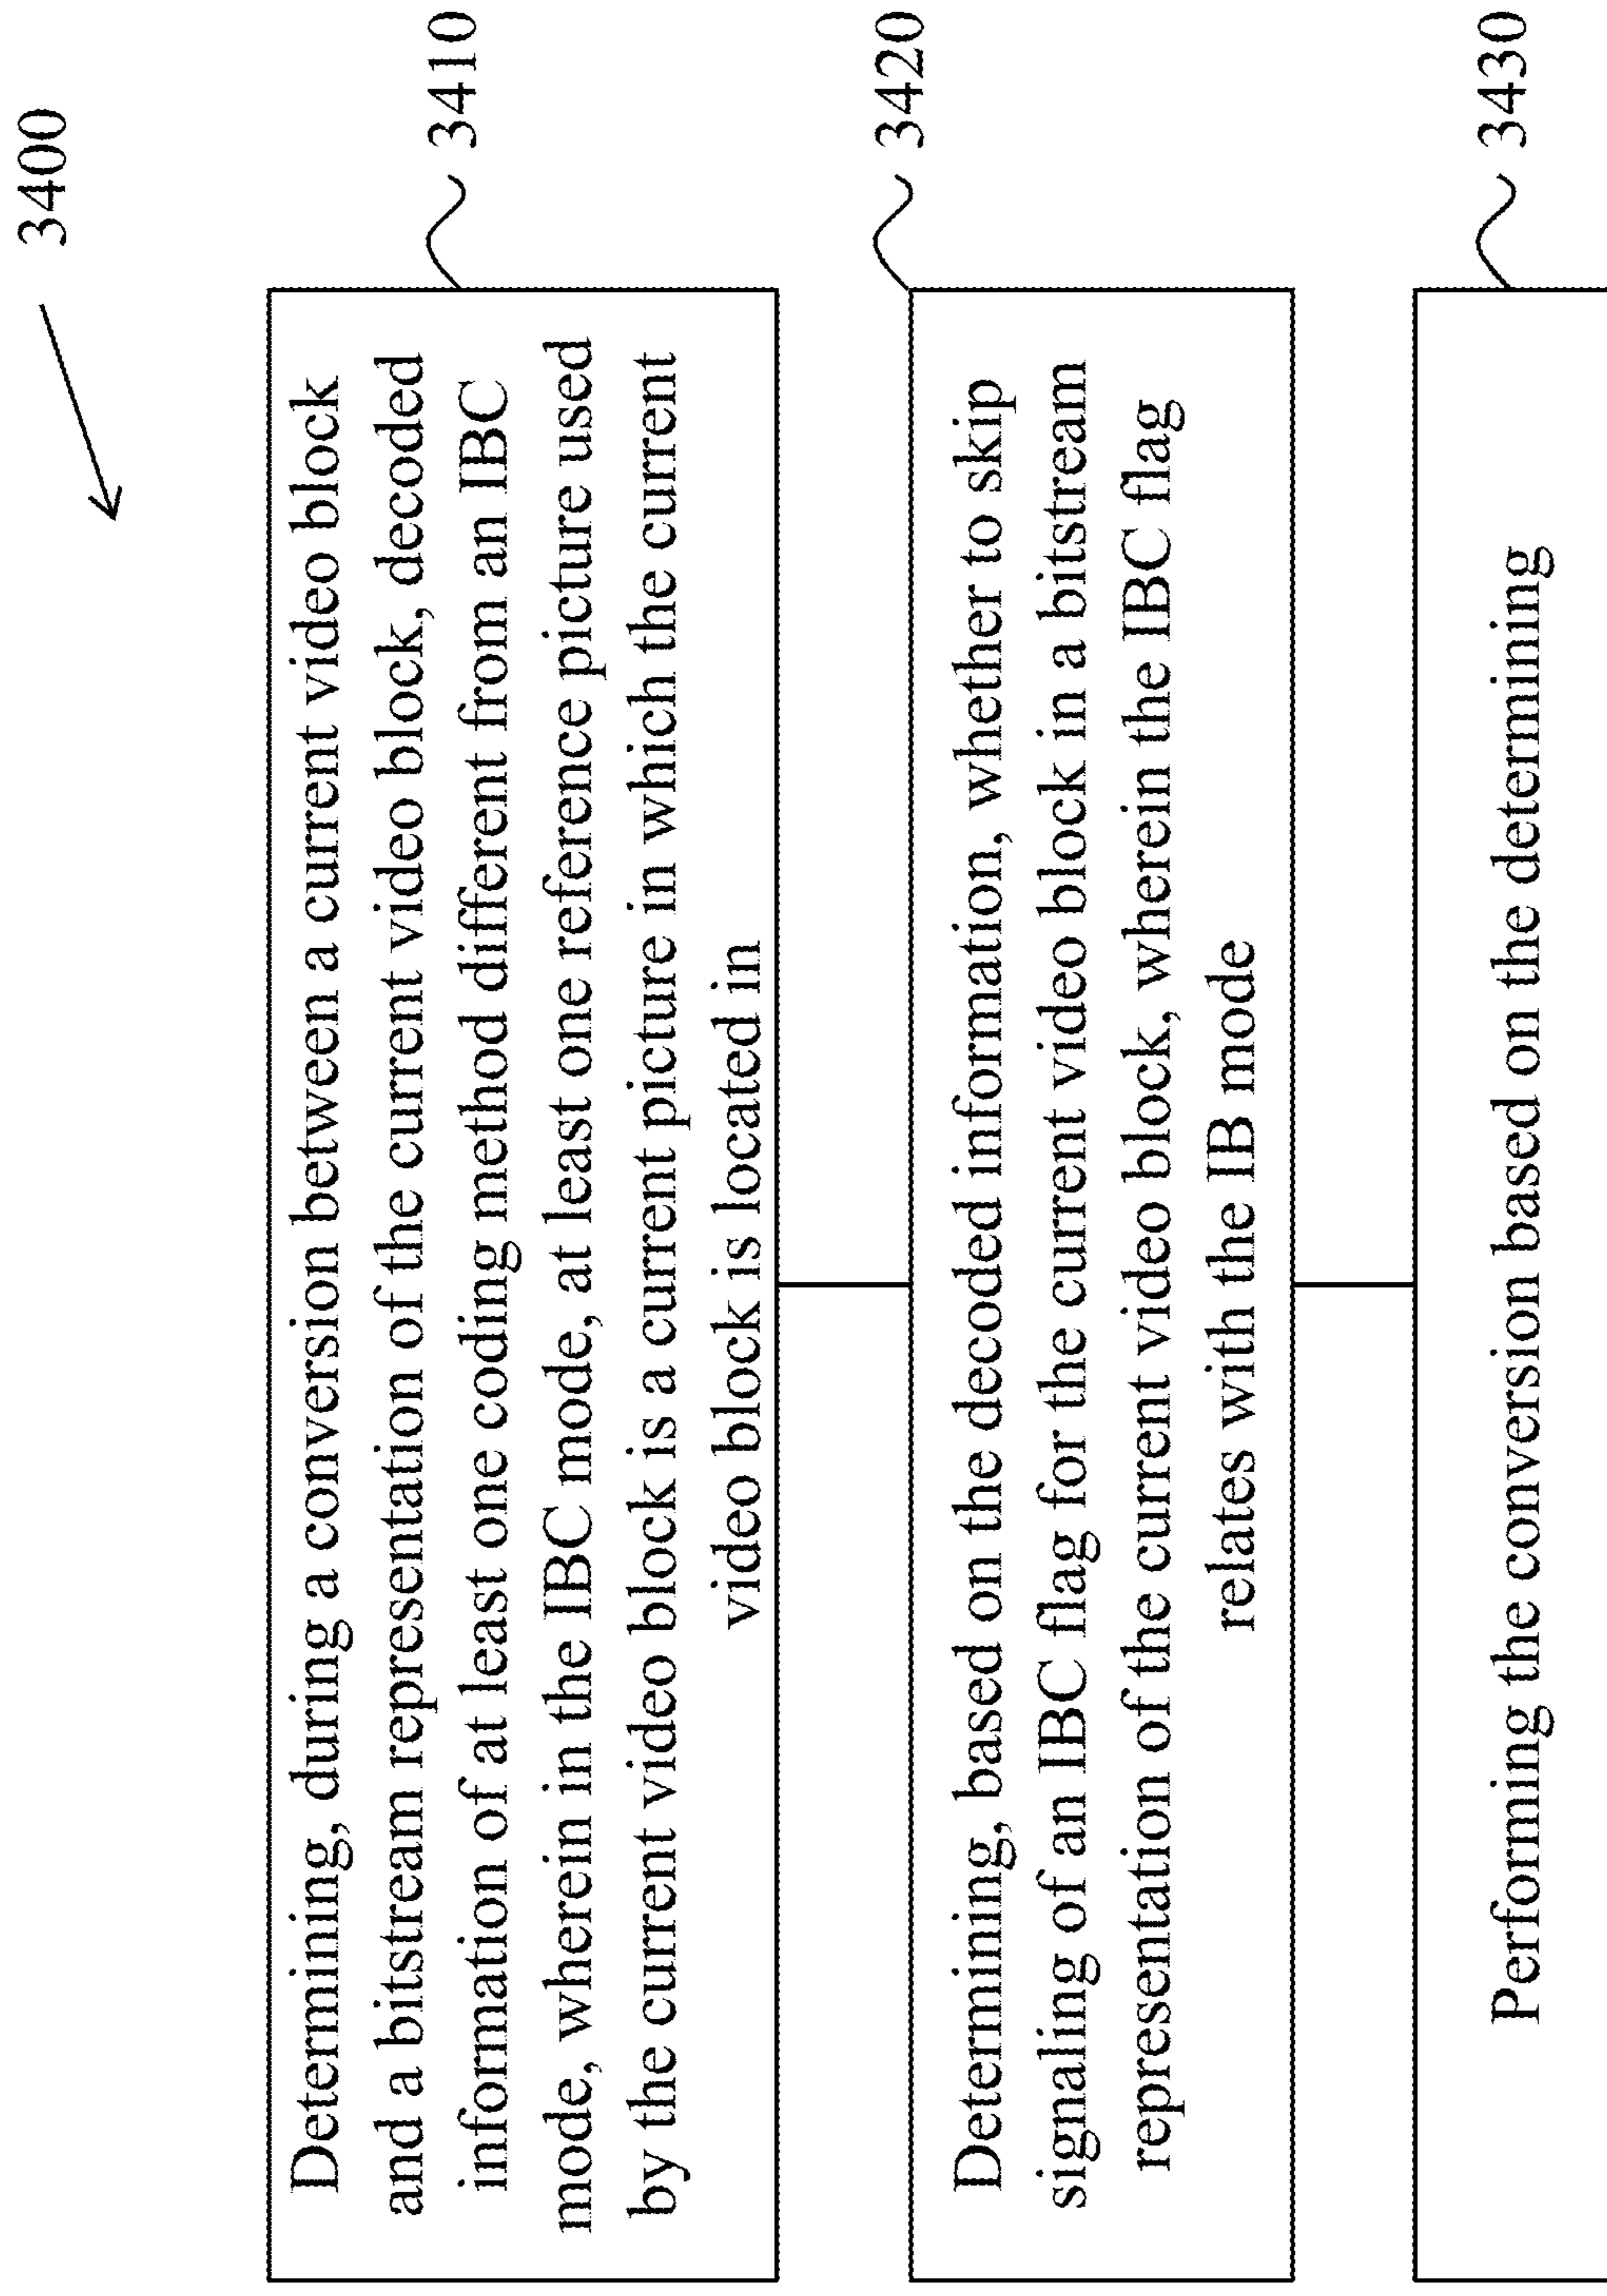 3400
Determining, during a conversion between a current video block
and a bitstream representation of the current video block, decoded
information of at least one coding method different from an IBC
mode, wherein in the IBC mode, at least one reference picture used
by the current video block is a current picture in which the current
video block is located in
3410
Determining, based on the decoded information, whether to skip
signaling of an IBC flag for the current video block in a bitstream
representation of the current video block, wherein the IBC flag
relates with the IB mode
3420
Performing the conversion based on the determining
3430